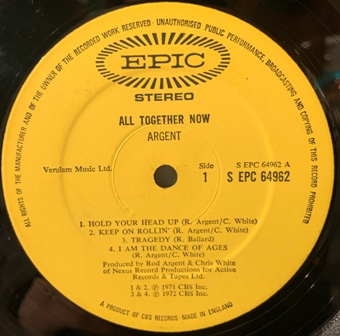 ALL RIGHTS OF THE MANUFACTURER AND OF THE OWNER OF THE RECORDED WORK RESERVED · UNAUTHORISED PUBLIC PERFORMANCE, BROADCASTING AND COPYING OF THIS RECORD PROHIBITED
EPIC
STEREO
ALL TOGETHER NOW
ARGENT
Verulam Music Ltd.
Side
1
S EPC 64962 A
S EPC 64962
1. HOLD YOUR HEAD UP (R. Argent/C. White)
2. KEEP ON ROLLIN' (R. Argent/C. White)
3. TRAGEDY (R. Ballard)
4. I AM THE DANCE OF AGES
(R. Argent/C. White)
Produced by Rod Argent & Chris White
of Nexus Record Productions for Active
Records & Tapes Ltd.
1 & 2. ℗ 1971 CBS Inc.
3 & 4. ℗ 1972 CBS Inc.
A PRODUCT OF CBS RECORDS · MADE IN ENGLAND